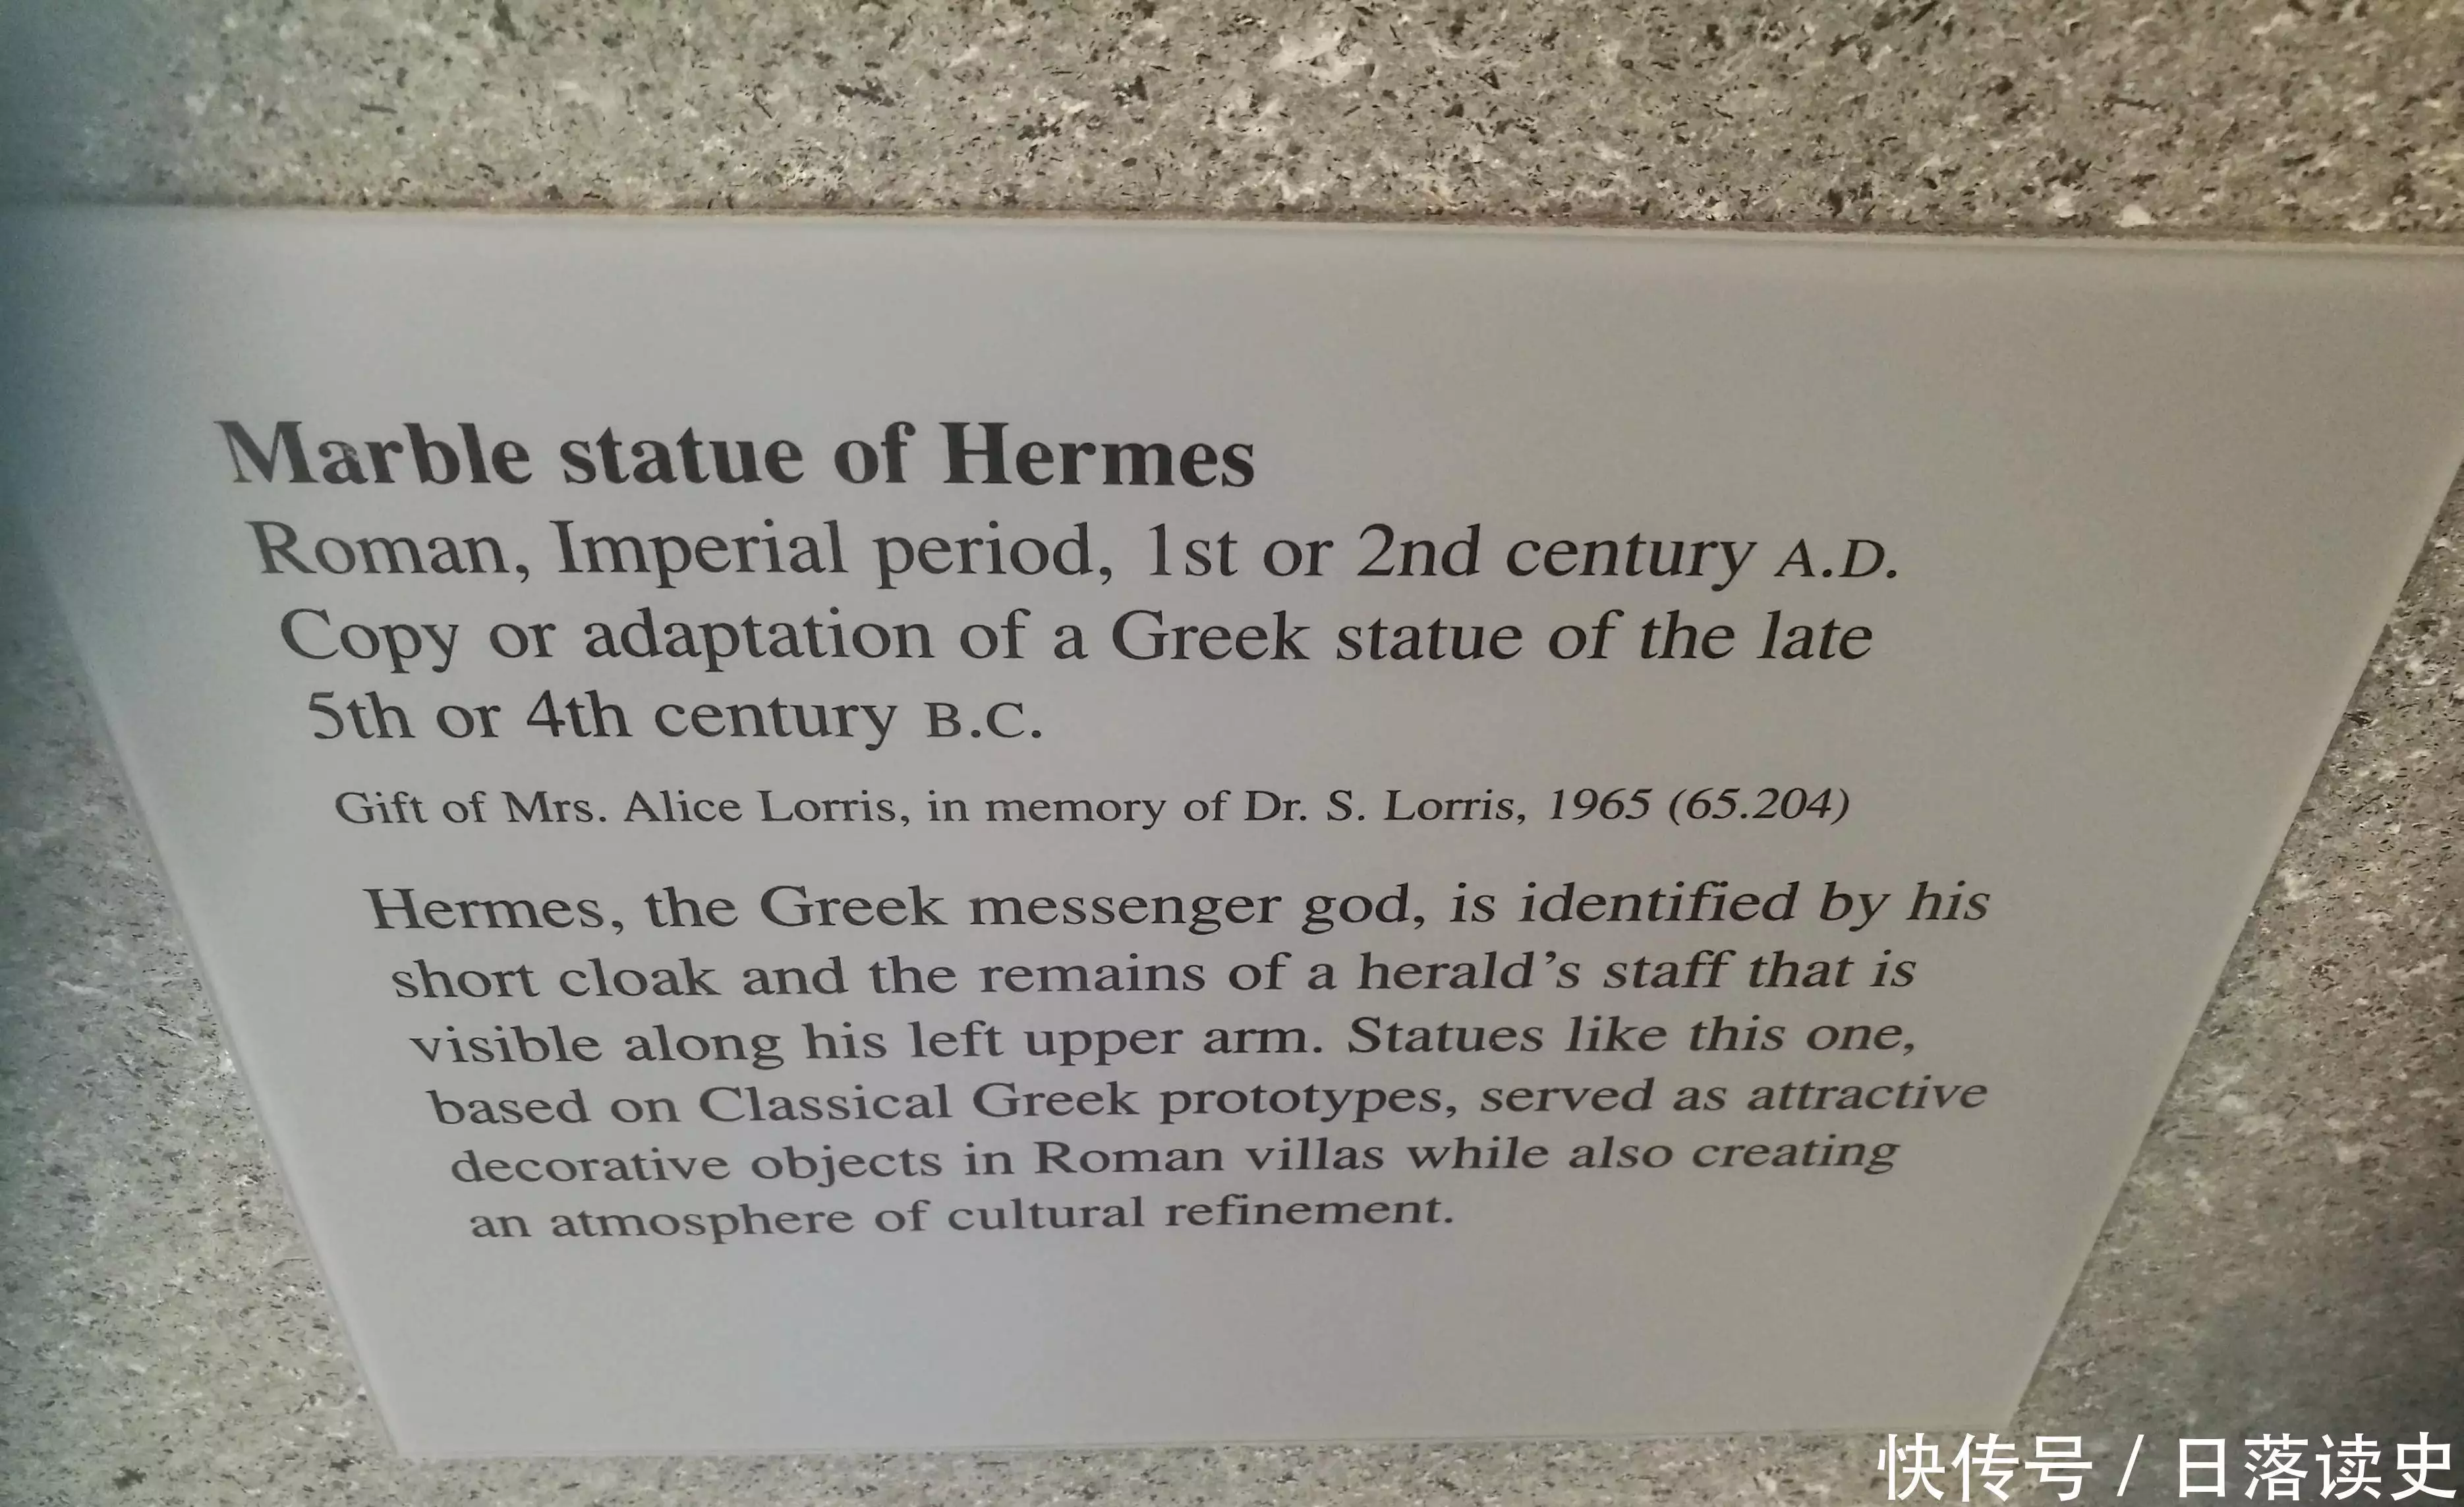 Marble statue of Hermes
Roman, Imperial period, 1st or 2nd century A.D.
Copy or adaptation of a Greek statue of the late
5th or 4th century B.C.
Gift of Mrs. Alice Lorris, in memory of Dr. S. Lorris, 1965 (65.204)
Hermes, the Greek messenger god, is identified by his
short cloak and the remains of a herald's staff that is
visible along his left upper arm. Statues like this one,
based on Classical Greek prototypes, served as attractive
decorative objects in Roman villas while also creating
an atmosphere of cultural refinement.
快传号 / 日落读史